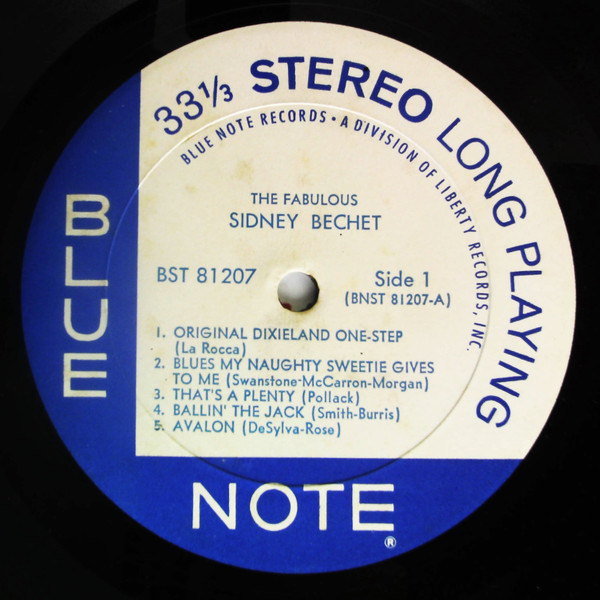 33⅓ STEREO LONG PLAYING
BLUE NOTE RECORDS • A DIVISION OF LIBERTY RECORDS, INC.
THE FABULOUS
SIDNEY BECHET
BST 81207
Side 1
(BNST 81207-A)
1. ORIGINAL DIXIELAND ONE-STEP
(La Rocca)
2. BLUES MY NAUGHTY SWEETIE GIVES
TO ME (Swanstone-McCarron-Morgan)
3. THAT'S A PLENTY (Pollack)
4. BALLIN' THE JACK (Smith-Burris)
5. AVALON (DeSylva-Rose)
BLUE
NOTE
®